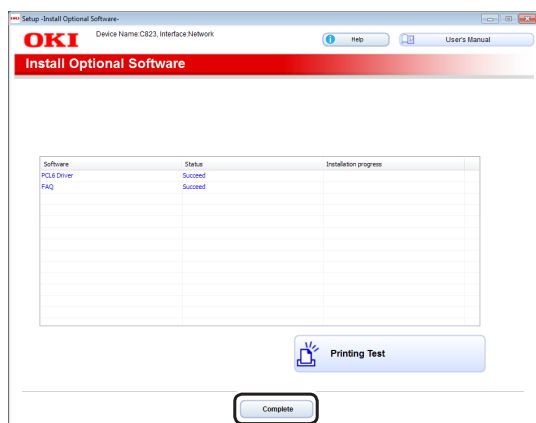 Setup -Install Optional Software-
OKI
Device Name:C823, Interface:Network
Help
User's Manual
Install Optional Software
Software Status Installation progress
PCL6 Driver Succeed
FAQ Succeed
Printing Test
Complete